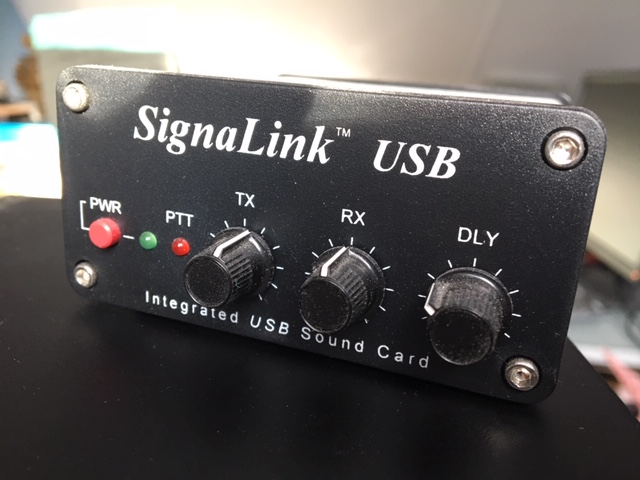 SignaLink™ USB
PWR
PTT
TX
RX
DLY
Integrated USB Sound Card